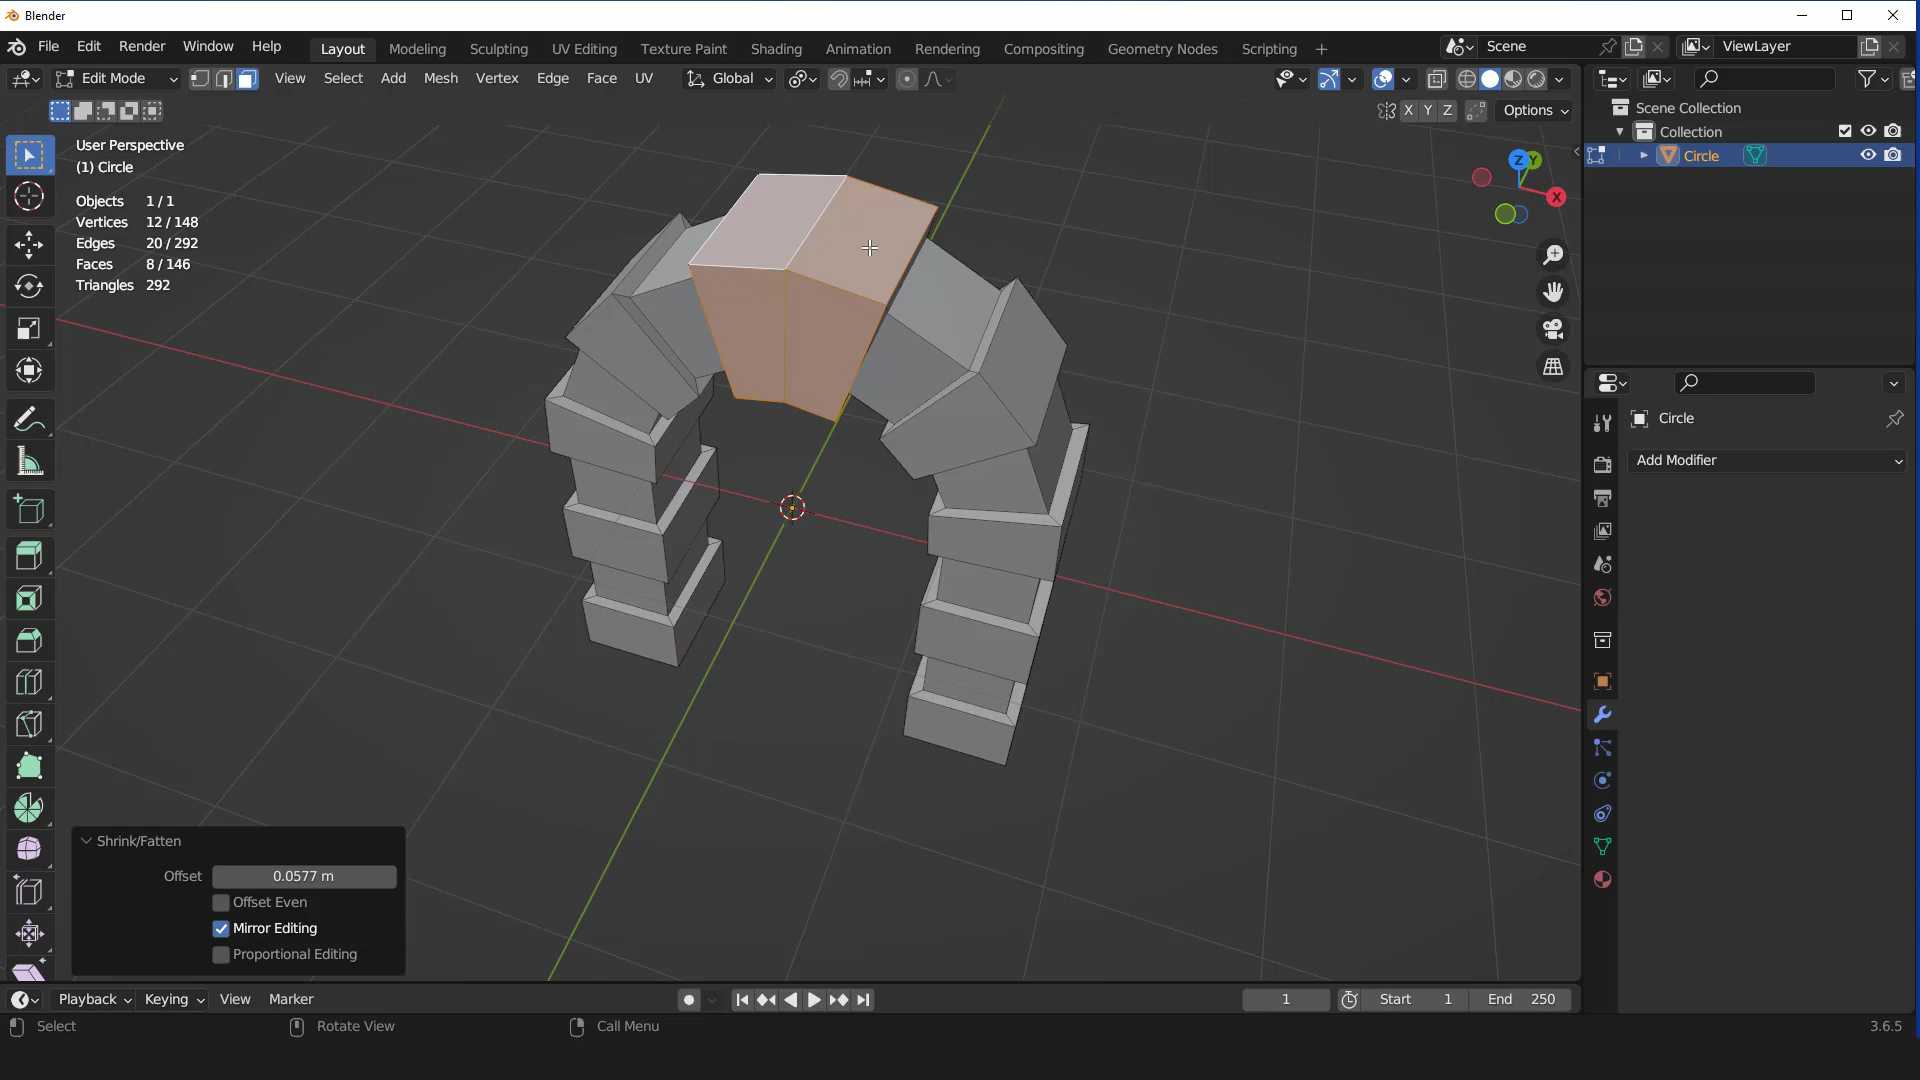 Blender
File Edit Render Window Help Layout Modeling Sculpting UV Editing Texture Paint Shading Animation Rendering Compositing Geometry Nodes Scripting + Scene ViewLayer
Edit Mode View Select Add Mesh Vertex Edge Face UV Global
X Y Z Options
Scene Collection
Collection
Circle
User Perspective
(1) Circle
Objects 1 / 1
Vertices 12 / 148
Edges 20 / 292
Faces 8 / 146
Triangles 292
Z Y
X
Circle
Add Modifier
Shrink/Fatten
Offset 0.0577 m
Offset Even
Mirror Editing
Proportional Editing
Playback Keying View Marker 1 Start 1 End 250
Select Rotate View Call Menu 3.6.5